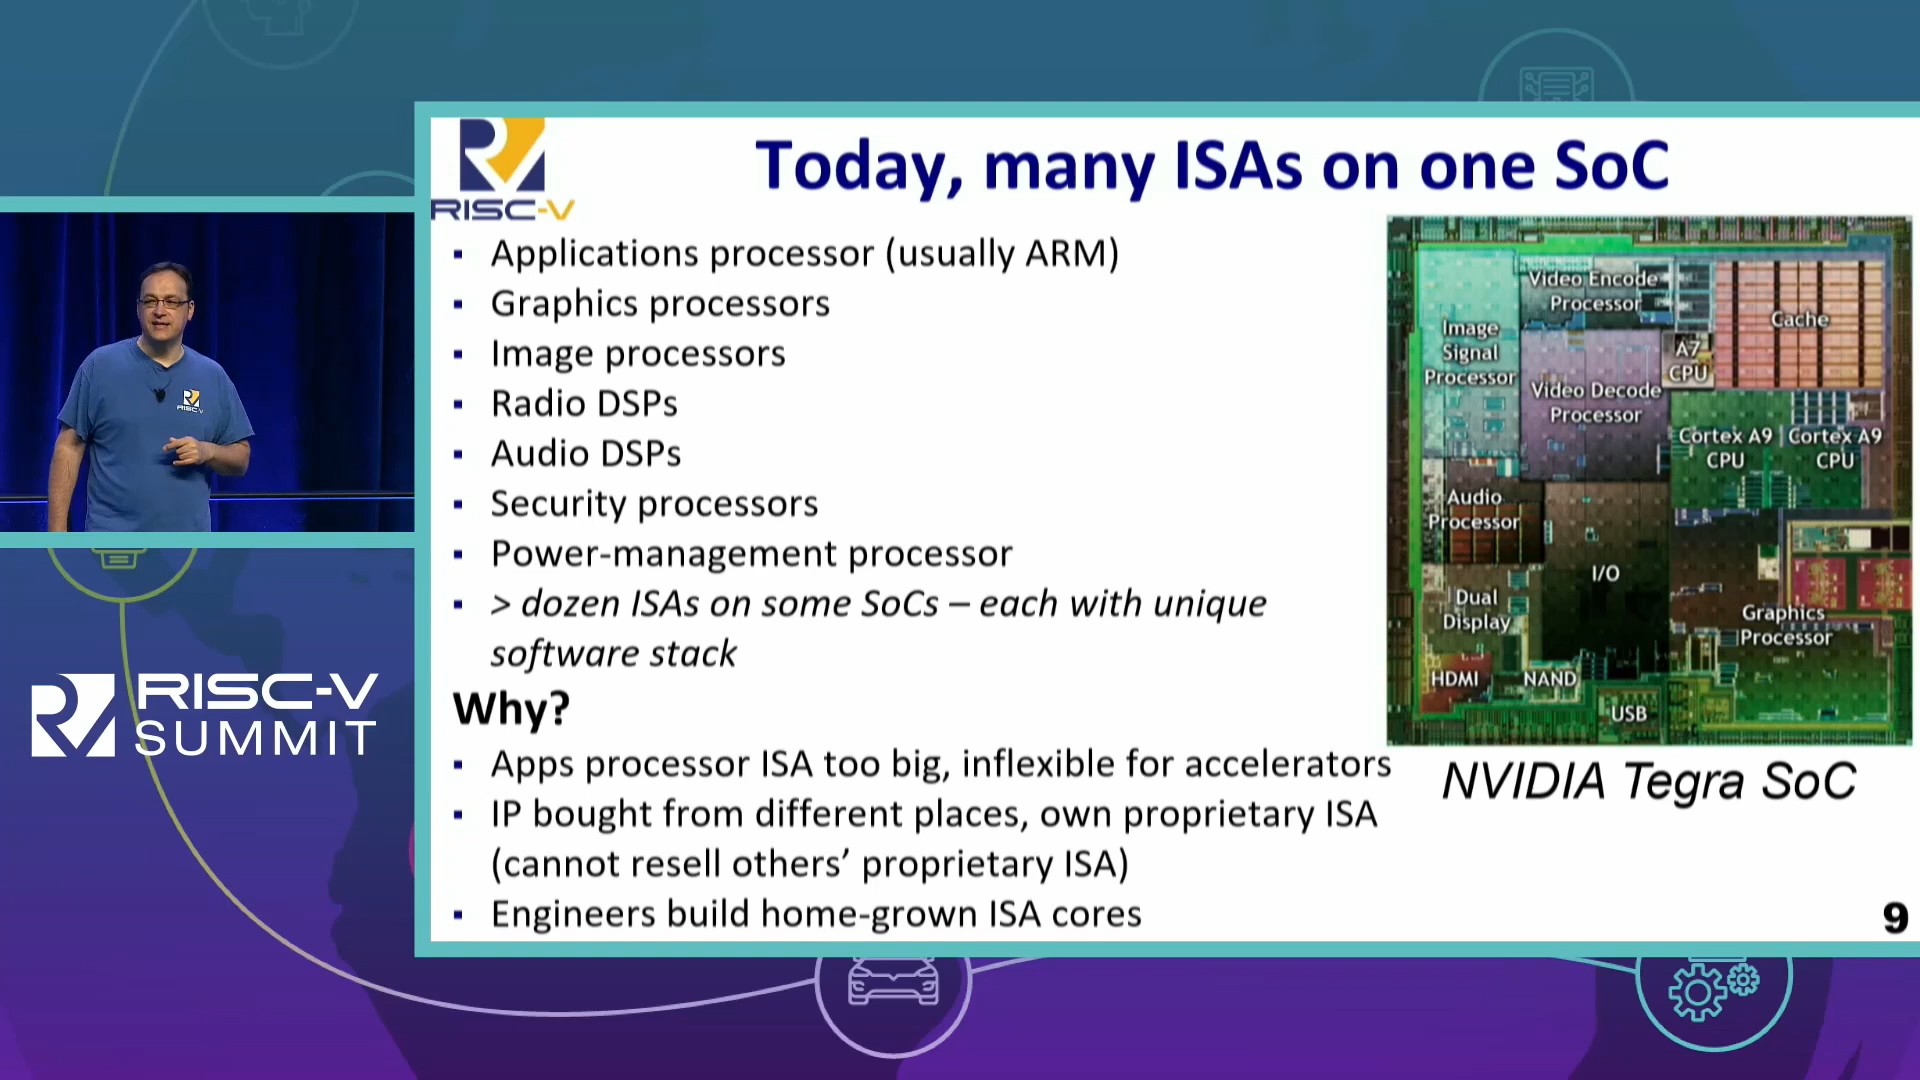 RISC-V
Today, many ISAs on one SoC
▪ Applications processor (usually ARM)
▪ Graphics processors
▪ Image processors
▪ Radio DSPs
▪ Audio DSPs
▪ Security processors
▪ Power-management processor
▪ > dozen ISAs on some SoCs – each with unique
software stack
Why?
▪ Apps processor ISA too big, inflexible for accelerators
▪ IP bought from different places, own proprietary ISA
(cannot resell others’ proprietary ISA)
▪ Engineers build home-grown ISA cores
Video Encode
Processor
Cache
Image
Signal
Processor
A7
CPU
Video Decode
Processor
Cortex A9
CPU
Cortex A9
CPU
Audio
Processor
I/O
Dual
Display
Graphics
Processor
HDMI
NAND
USB
NVIDIA Tegra SoC
9
RISC-V
RISC-V
SUMMIT